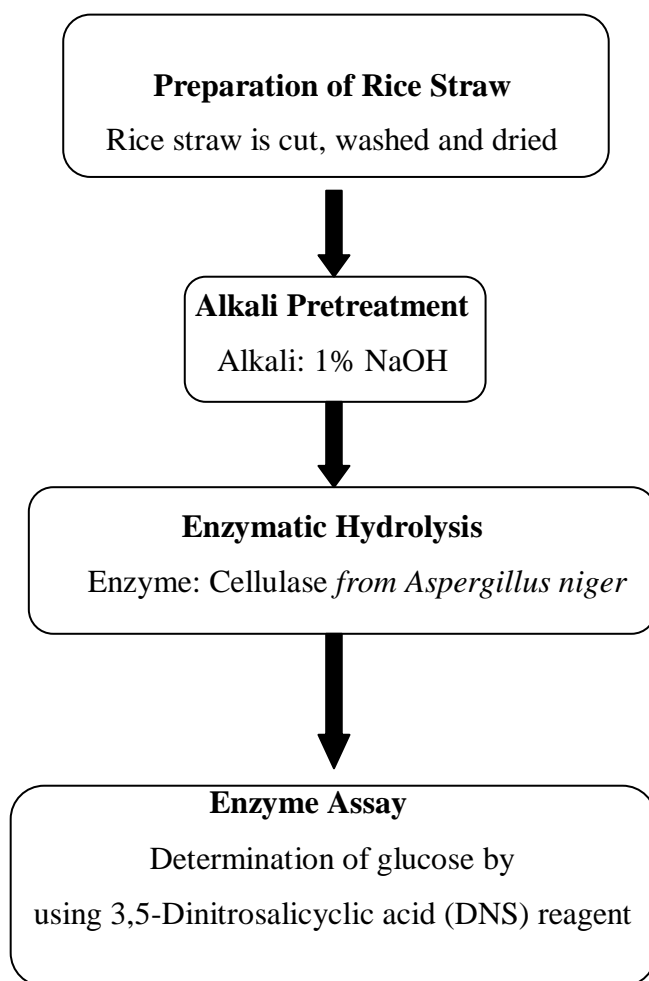 Preparation of Rice Straw
Rice straw is cut, washed and dried
Alkali Pretreatment
Alkali: 1% NaOH
Enzymatic Hydrolysis
Enzyme: Cellulase from Aspergillus niger
Enzyme Assay
Determination of glucose by
using 3,5-Dinitrosalicyclic acid (DNS) reagent